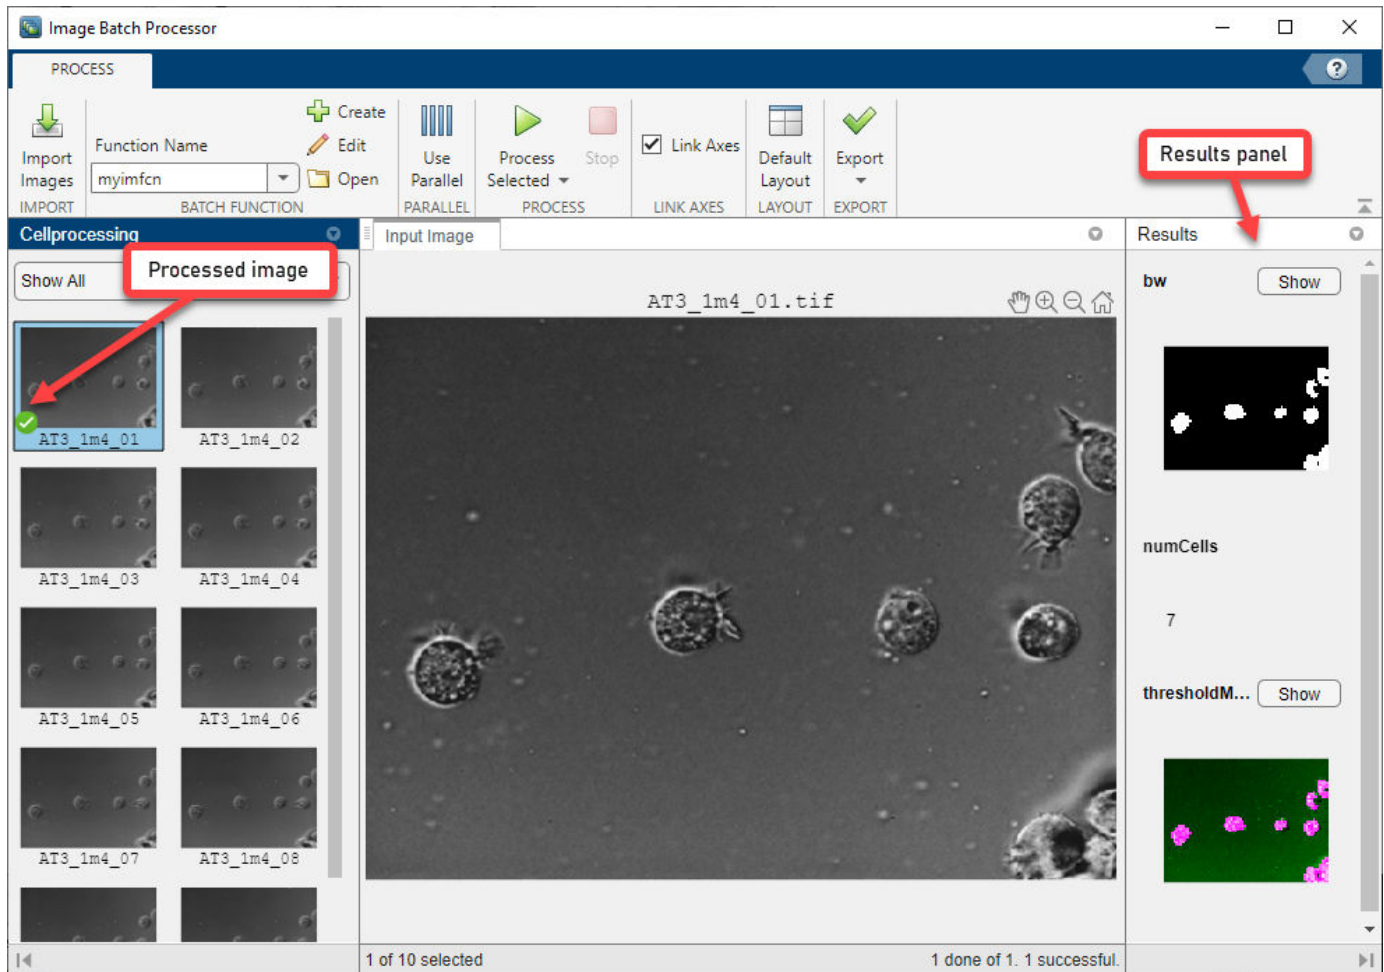 Image Batch Processor
PROCESS
?
Import Images
Function Name
myimfcn
Create
Edit
Open
Use Parallel
Process Selected
Stop
Link Axes
Default Layout
Export
IMPORT
BATCH FUNCTION
PARALLEL
PROCESS
LINK AXES
LAYOUT
EXPORT
Results panel
Cellprocessing
Input Image
Results
Show All
Processed image
AT3_1m4_01.tif
bw
Show
AT3_1m4_01
AT3_1m4_02
AT3_1m4_03
AT3_1m4_04
AT3_1m4_05
AT3_1m4_06
AT3_1m4_07
AT3_1m4_08
numCells
7
thresholdM...
Show
1 of 10 selected
1 done of 1. 1 successful.